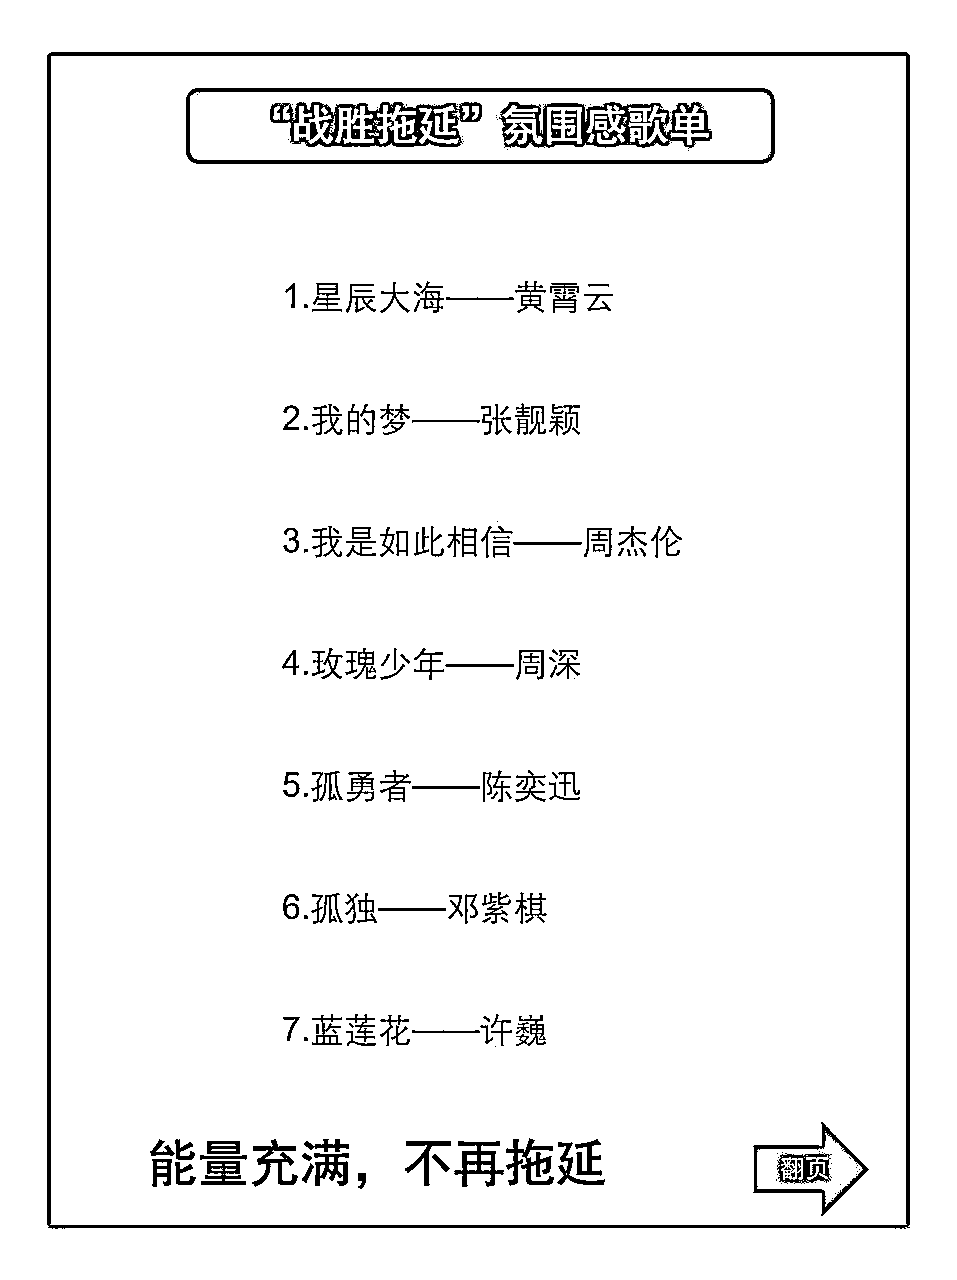 “战胜拖延”氛围感歌单
1.星辰大海——黄霄云
2.我的梦——张靓颖
3.我是如此相信——周杰伦
4.玫瑰少年——周深
5.孤勇者——陈奕迅
6.孤独——邓紫棋
7.蓝莲花——许巍
能量充满，不再拖延
翻页